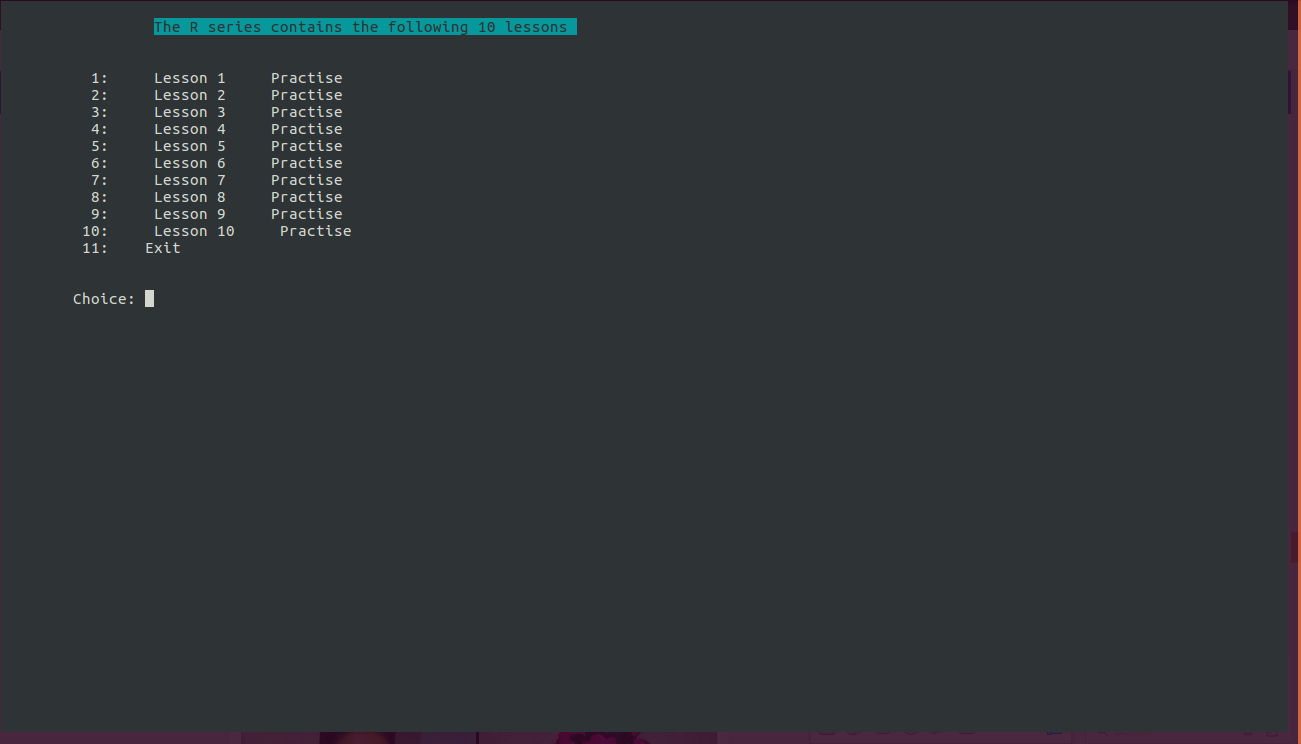 The R series contains the following 10 lessons
1: Lesson 1 Practise
2: Lesson 2 Practise
3: Lesson 3 Practise
4: Lesson 4 Practise
5: Lesson 5 Practise
6: Lesson 6 Practise
7: Lesson 7 Practise
8: Lesson 8 Practise
9: Lesson 9 Practise
10: Lesson 10 Practise
11: Exit
Choice: